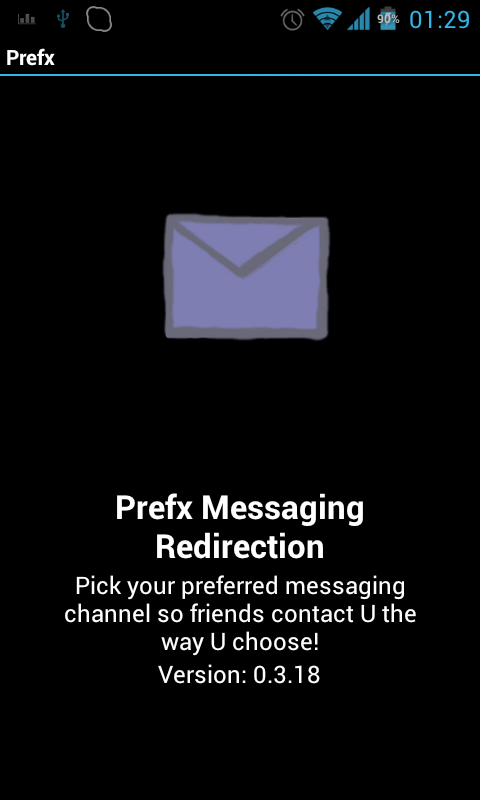 90% 01:29
Prefx
Prefx Messaging
Redirection
Pick your preferred messaging
channel so friends contact U the
way U choose!
Version: 0.3.18